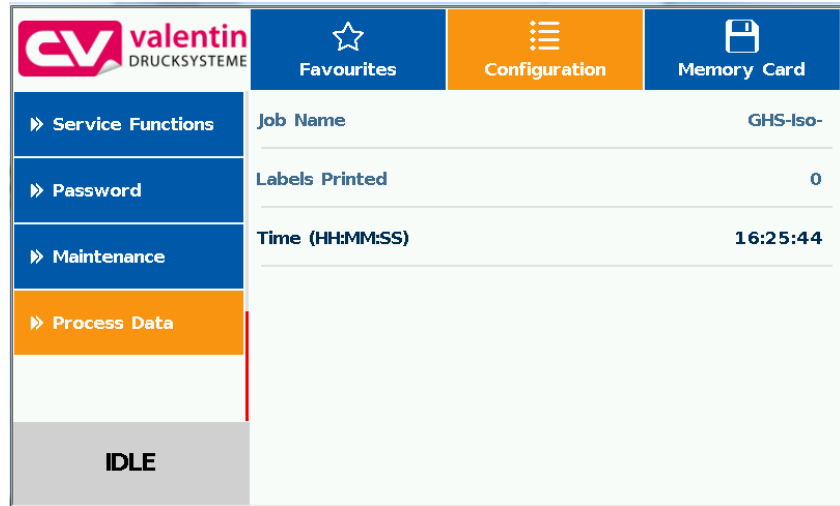 valentin
DRUCKSYSTEME
Favourites
Configuration
Memory Card
Service Functions
Password
Maintenance
Process Data
IDLE
Job Name GHS-Iso-
Labels Printed 0
Time (HH:MM:SS) 16:25:44